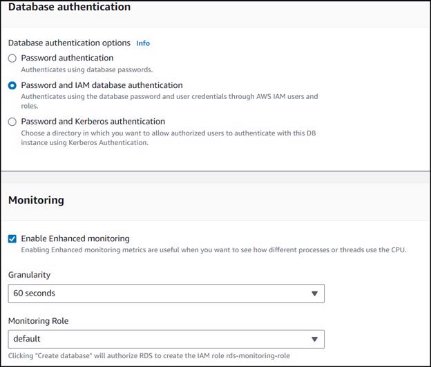 Database authentication
Database authentication options Info
Password authentication
Authenticates using database passwords.
Password and IAM database authentication
Authenticates using the database password and user credentials through AWS IAM users and
roles.
Password and Kerberos authentication
Choose a directory in which you want to allow authorized users to authenticate with this DB
instance using Kerberos Authentication.
Monitoring
Enable Enhanced monitoring
Enabling Enhanced monitoring metrics are useful when you want to see how different processes or threads use the CPU.
Granularity
60 seconds
Monitoring Role
default
Clicking "Create database" will authorize RDS to create the IAM role rds-monitoring-role